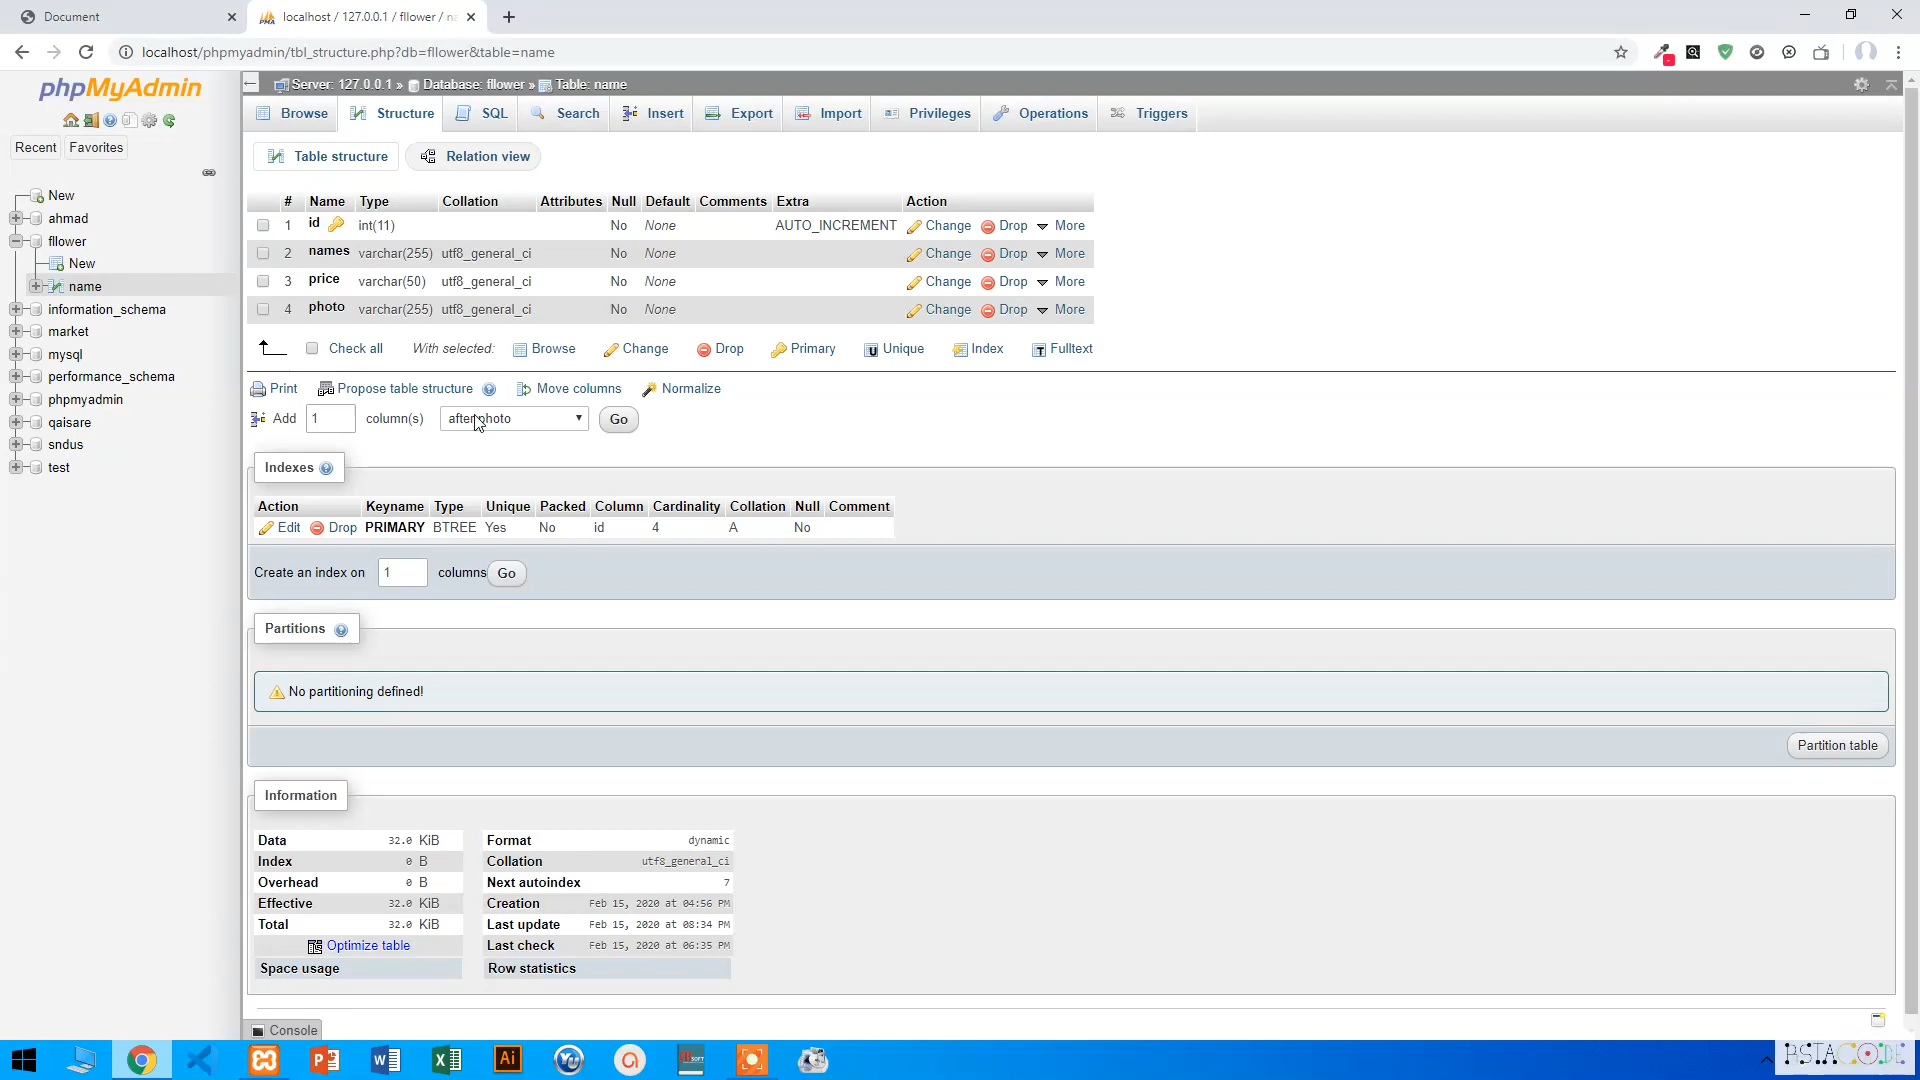 Document
localhost / 127.0.0.1 / fllower / na
localhost/phpmyadmin/tbl_structure.php?db=fllower&table=name
phpMyAdmin
Recent Favorites
New
ahmad
fllower
New
name
information_schema
market
mysql
performance_schema
phpmyadmin
qaisare
sndus
test
Server: 127.0.0.1 » Database: fllower » Table: name
Browse Structure SQL Search Insert Export Import Privileges Operations Triggers
Table structure Relation view
# Name Type Collation Attributes Null Default Comments Extra Action
1 id int(11) No None AUTO_INCREMENT Change Drop More
2 names varchar(255) utf8_general_ci No None Change Drop More
3 price varchar(50) utf8_general_ci No None Change Drop More
4 photo varchar(255) utf8_general_ci No None Change Drop More
Check all With selected: Browse Change Drop Primary Unique Index Fulltext
Print Propose table structure Move columns Normalize
Add 1 column(s) after photo Go
Indexes
Action Keyname Type Unique Packed Column Cardinality Collation Null Comment
Edit Drop PRIMARY BTREE Yes No id 4 A No
Create an index on 1 columns Go
Partitions
No partitioning defined!
Partition table
Information
Data 32.0 KiB
Index 0 B
Overhead 0 B
Effective 32.0 KiB
Total 32.0 KiB
Optimize table
Space usage
Format dynamic
Collation utf8_general_ci
Next autoindex 7
Creation Feb 15, 2020 at 04:56 PM
Last update Feb 15, 2020 at 08:34 PM
Last check Feb 15, 2020 at 06:35 PM
Row statistics
Console
RSTACODE